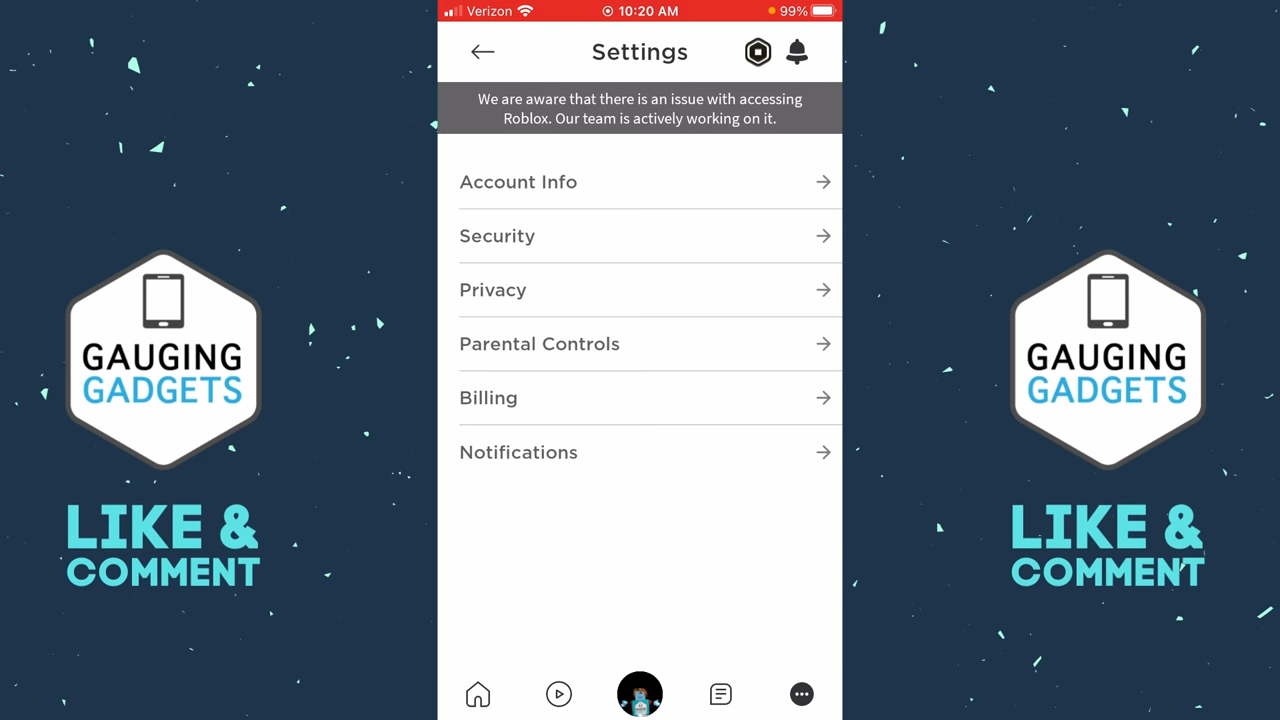 Verizon 10:20 AM 99%
Settings
We are aware that there is an issue with accessing
Roblox. Our team is actively working on it.
Account Info
Security
Privacy
Parental Controls
Billing
Notifications
GAUGING
GADGETS
LIKE &
COMMENT
GAUGING
GADGETS
LIKE &
COMMENT